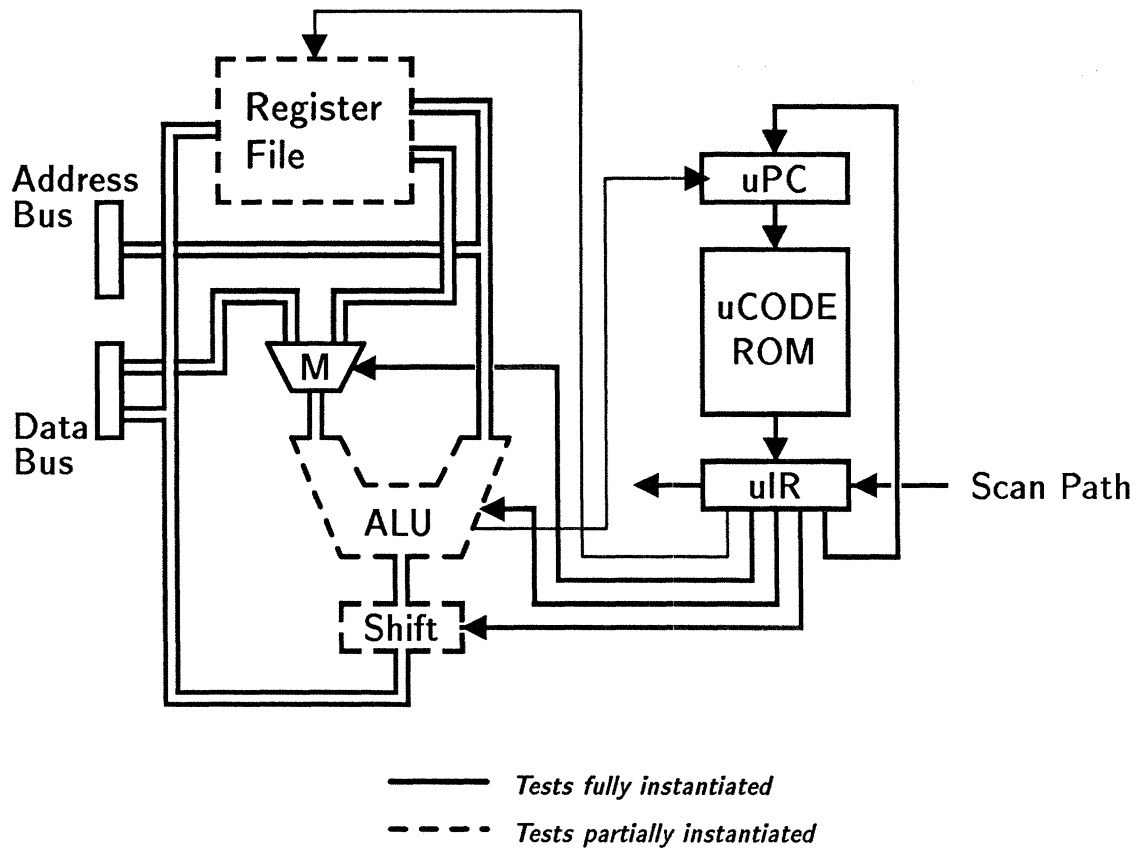 Register
File
Address
Bus
uPC
uCODE
ROM
M
Data
Bus
uIR
Scan Path
ALU
Shift
Tests fully instantiated
Tests partially instantiated